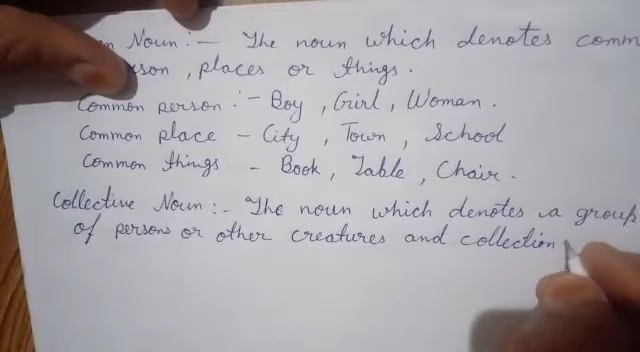 Noun :- The noun which denotes comm
places or things.
Common person :- Boy, Girl, Woman.
Common place - City, Town, School
Common things - Book, Table, Chair.
Collective Noun :- The noun which denotes a group
of persons or other creatures and collection